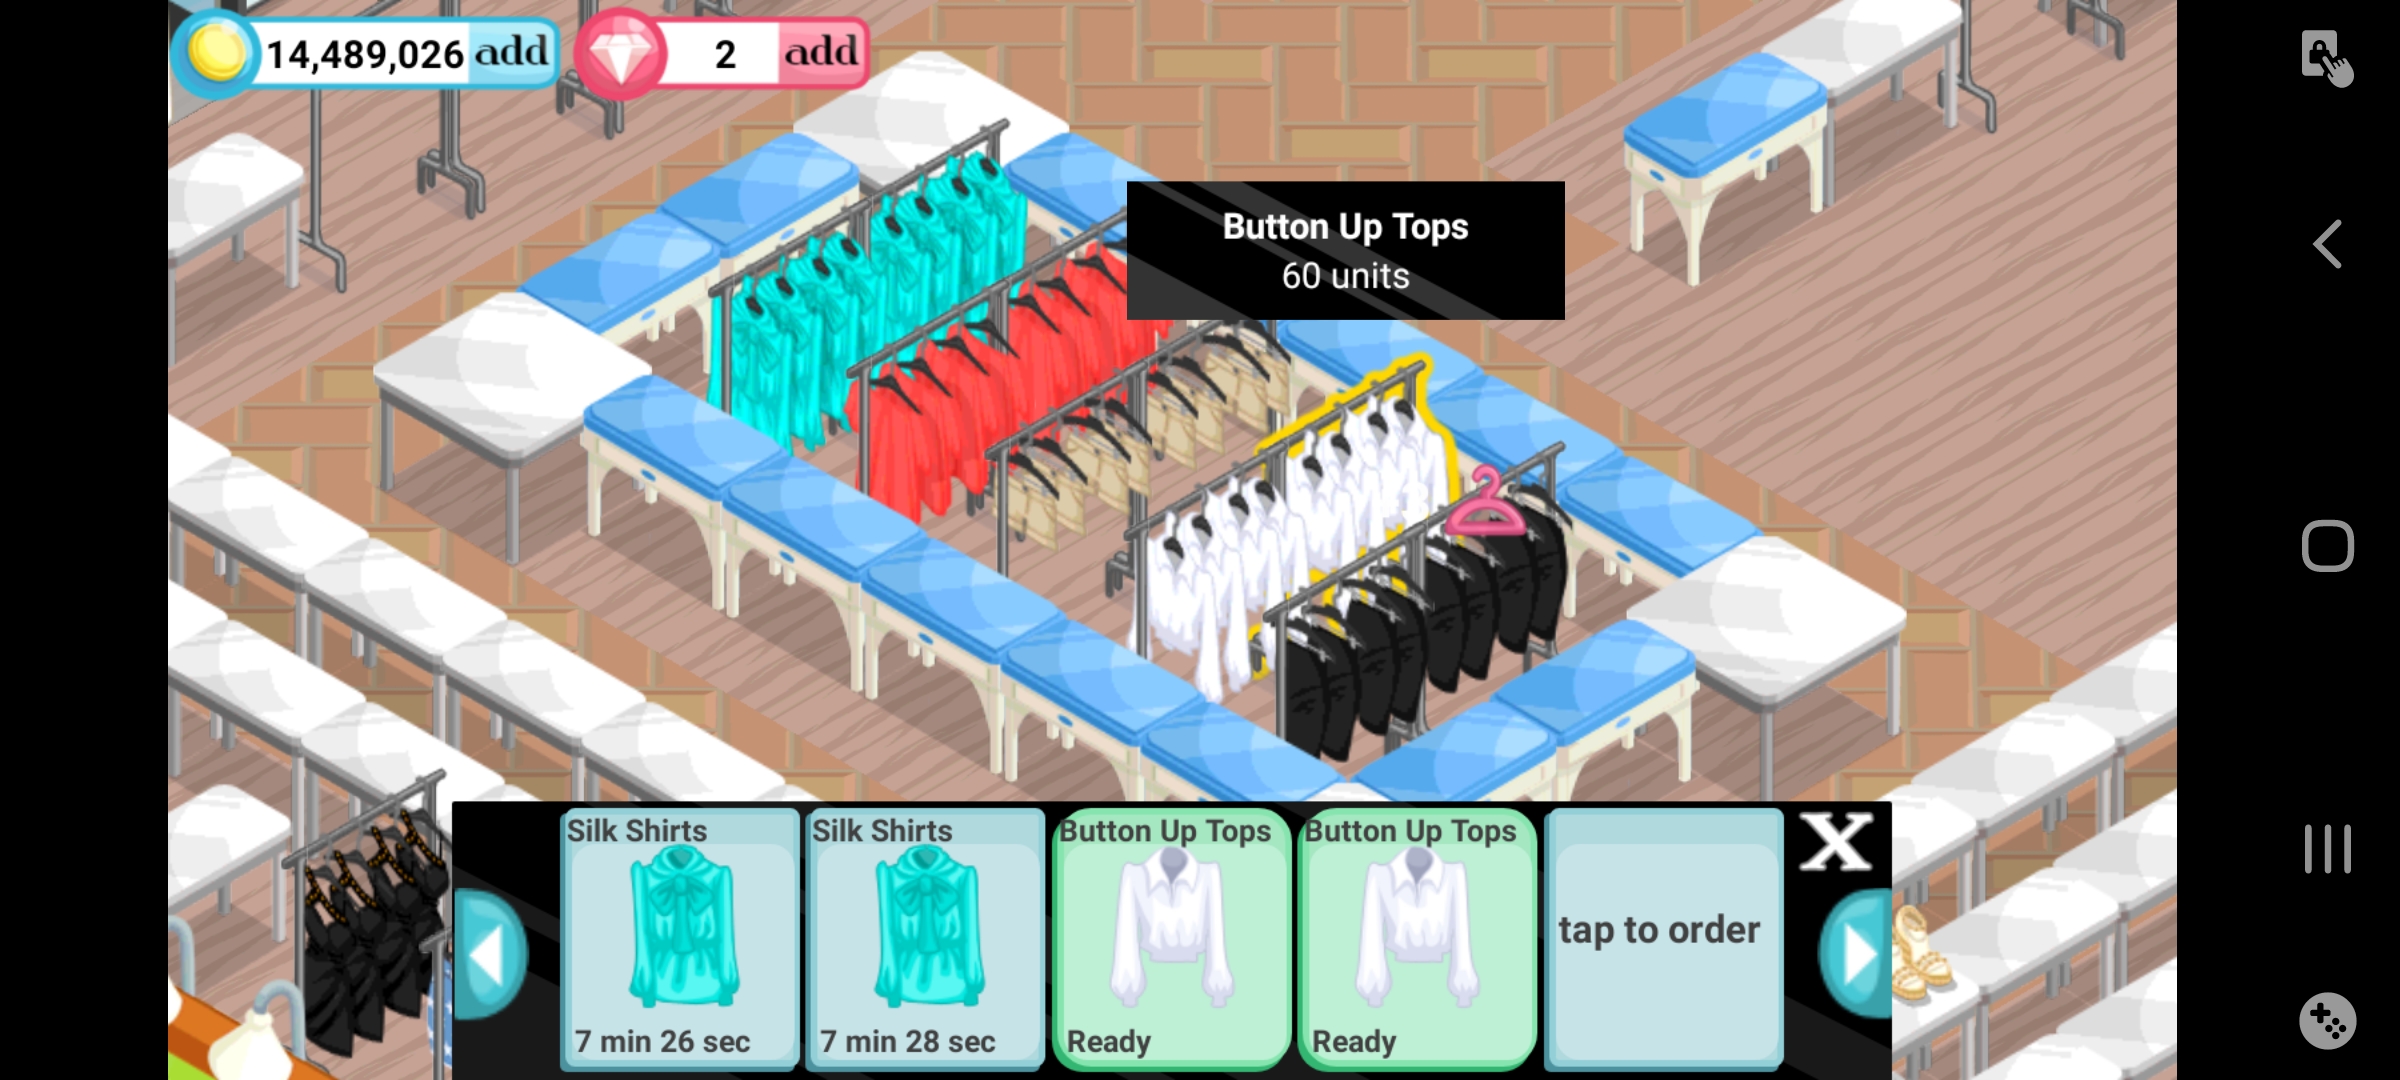 14,489,026 add
2 add
Button Up Tops
60 units
Silk Shirts
7 min 26 sec
Silk Shirts
7 min 28 sec
Button Up Tops
Ready
Button Up Tops
Ready
tap to order
X